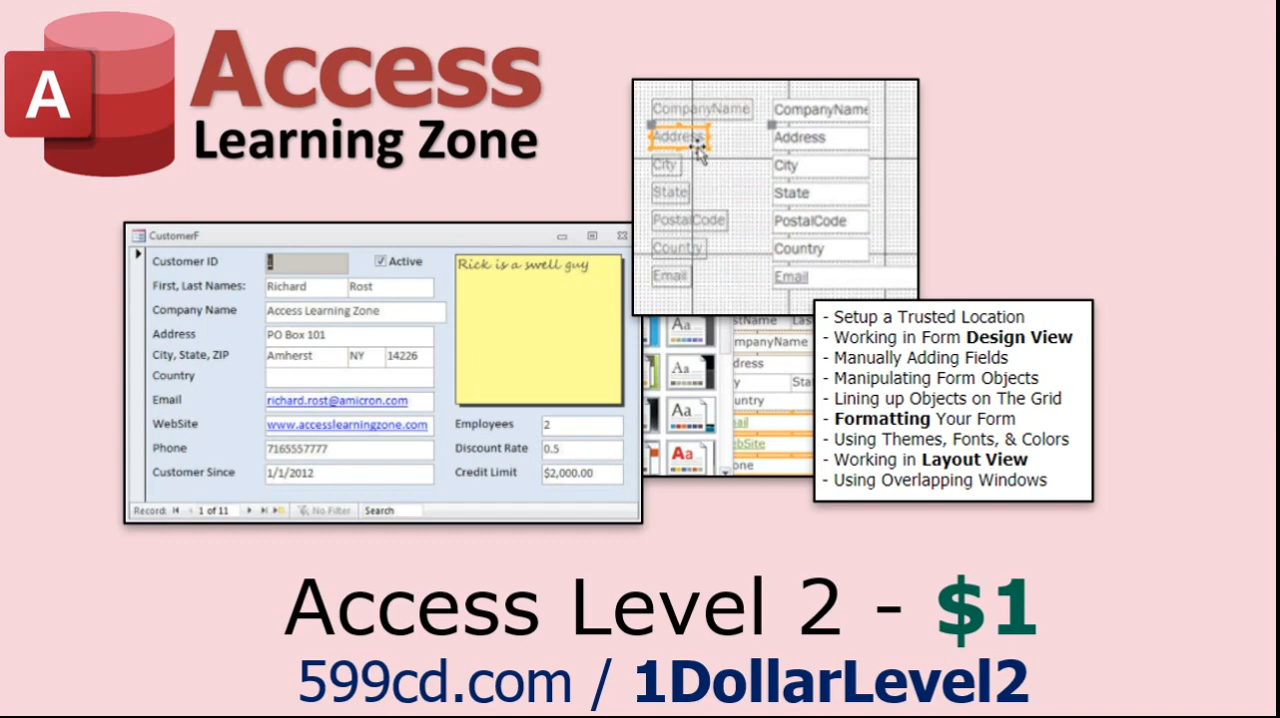 A
Access
Learning Zone
CompanyName CompanyName
Address Address
City City
State State
PostalCode PostalCode
Country Country
Email Email
CustomerF
Customer ID
Active
First, Last Names: Richard Rost
Company Name Access Learning Zone
Address PO Box 101
City, State, ZIP Amherst NY 14226
Country
Email richard.rost@amicron.com
WebSite www.accesslearningzone.com
Phone 7165557777
Customer Since 1/1/2012
Rick is a swell guy
Employees 2
Discount Rate 0.5
Credit Limit $2,000.00
Record: 1 of 11 No Filter Search
Aa
Aa
Aa
Aa
- Setup a Trusted Location
- Working in Form Design View
- Manually Adding Fields
- Manipulating Form Objects
- Lining up Objects on The Grid
- Formatting Your Form
- Using Themes, Fonts, & Colors
- Working in Layout View
- Using Overlapping Windows
Access Level 2 - $1
599cd.com / 1DollarLevel2